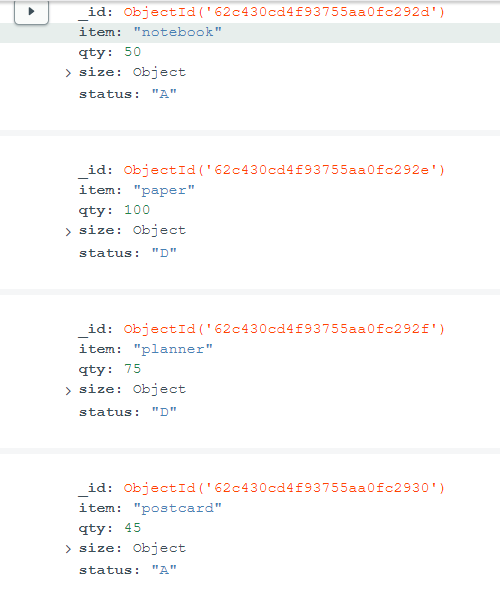 _id: ObjectId('62c430cd4f93755aa0fc292d')
item: "notebook"
qty: 50
size: Object
status: "A"
_id: ObjectId('62c430cd4f93755aa0fc292e')
item: "paper"
qty: 100
size: Object
status: "D"
_id: ObjectId('62c430cd4f93755aa0fc292f')
item: "planner"
qty: 75
size: Object
status: "D"
_id: ObjectId('62c430cd4f93755aa0fc2930')
item: "postcard"
qty: 45
size: Object
status: "A"